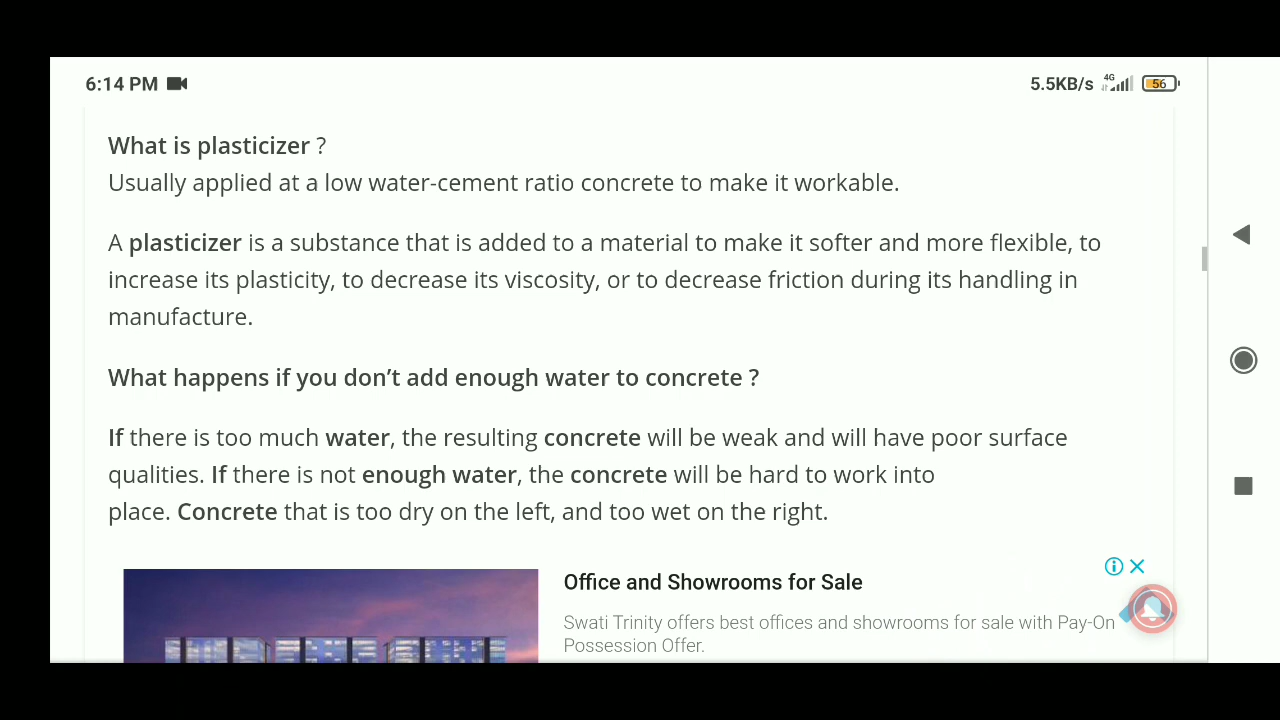 6:14 PM
5.5KB/s 4G 56
What is plasticizer ?
Usually applied at a low water-cement ratio concrete to make it workable.
A plasticizer is a substance that is added to a material to make it softer and more flexible, to
increase its plasticity, to decrease its viscosity, or to decrease friction during its handling in
manufacture.
What happens if you don’t add enough water to concrete ?
If there is too much water, the resulting concrete will be weak and will have poor surface
qualities. If there is not enough water, the concrete will be hard to work into
place. Concrete that is too dry on the left, and too wet on the right.
Office and Showrooms for Sale
Swati Trinity offers best offices and showrooms for sale with Pay-On
Possession Offer.